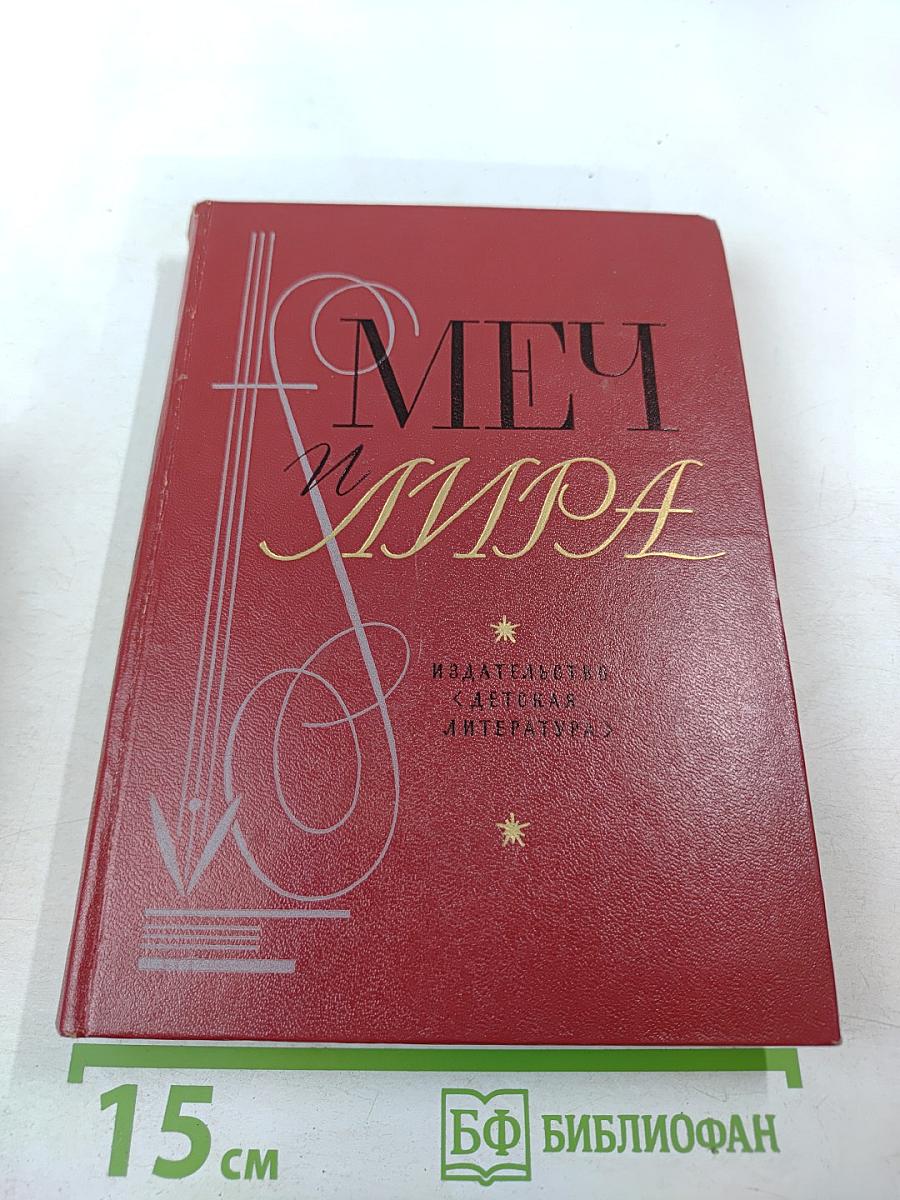 МЕЧ
и
ЛИРА
ИЗДАТЕЛЬСТВО
<ДЕТСКАЯ
ЛИТЕРАТУРА>
15 см
БФ БИБЛИОФАН